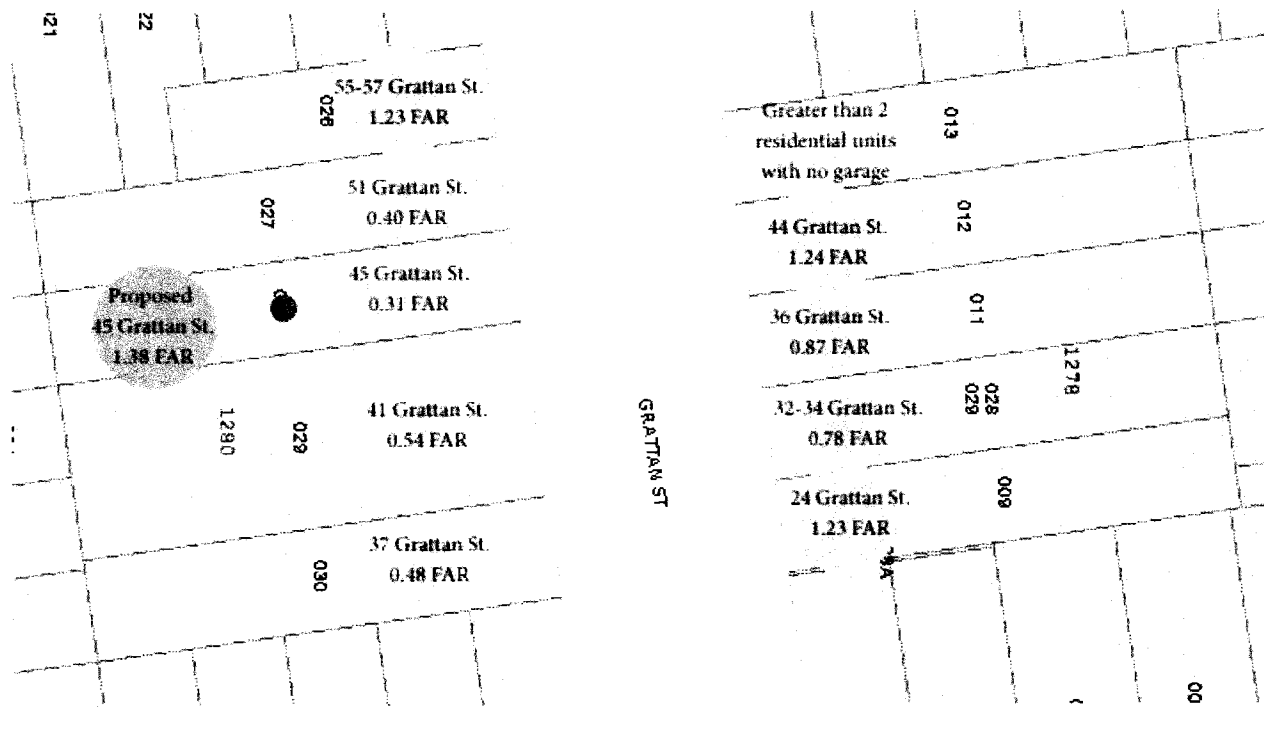 021
22
026
55-57 Grattan St.
1.23 FAR
027
51 Grattan St.
0.40 FAR
45 Grattan St.
0.31 FAR
Proposed
45 Grattan St.
1.38 FAR
1280
029
41 Grattan St.
0.54 FAR
030
37 Grattan St.
0.48 FAR
GRATTAN ST
Greater than 2
residential units
with no garage
013
44 Grattan St.
1.24 FAR
012
36 Grattan St.
0.87 FAR
011
1278
32-34 Grattan St.
0.78 FAR
028
029
24 Grattan St.
1.23 FAR
009
00